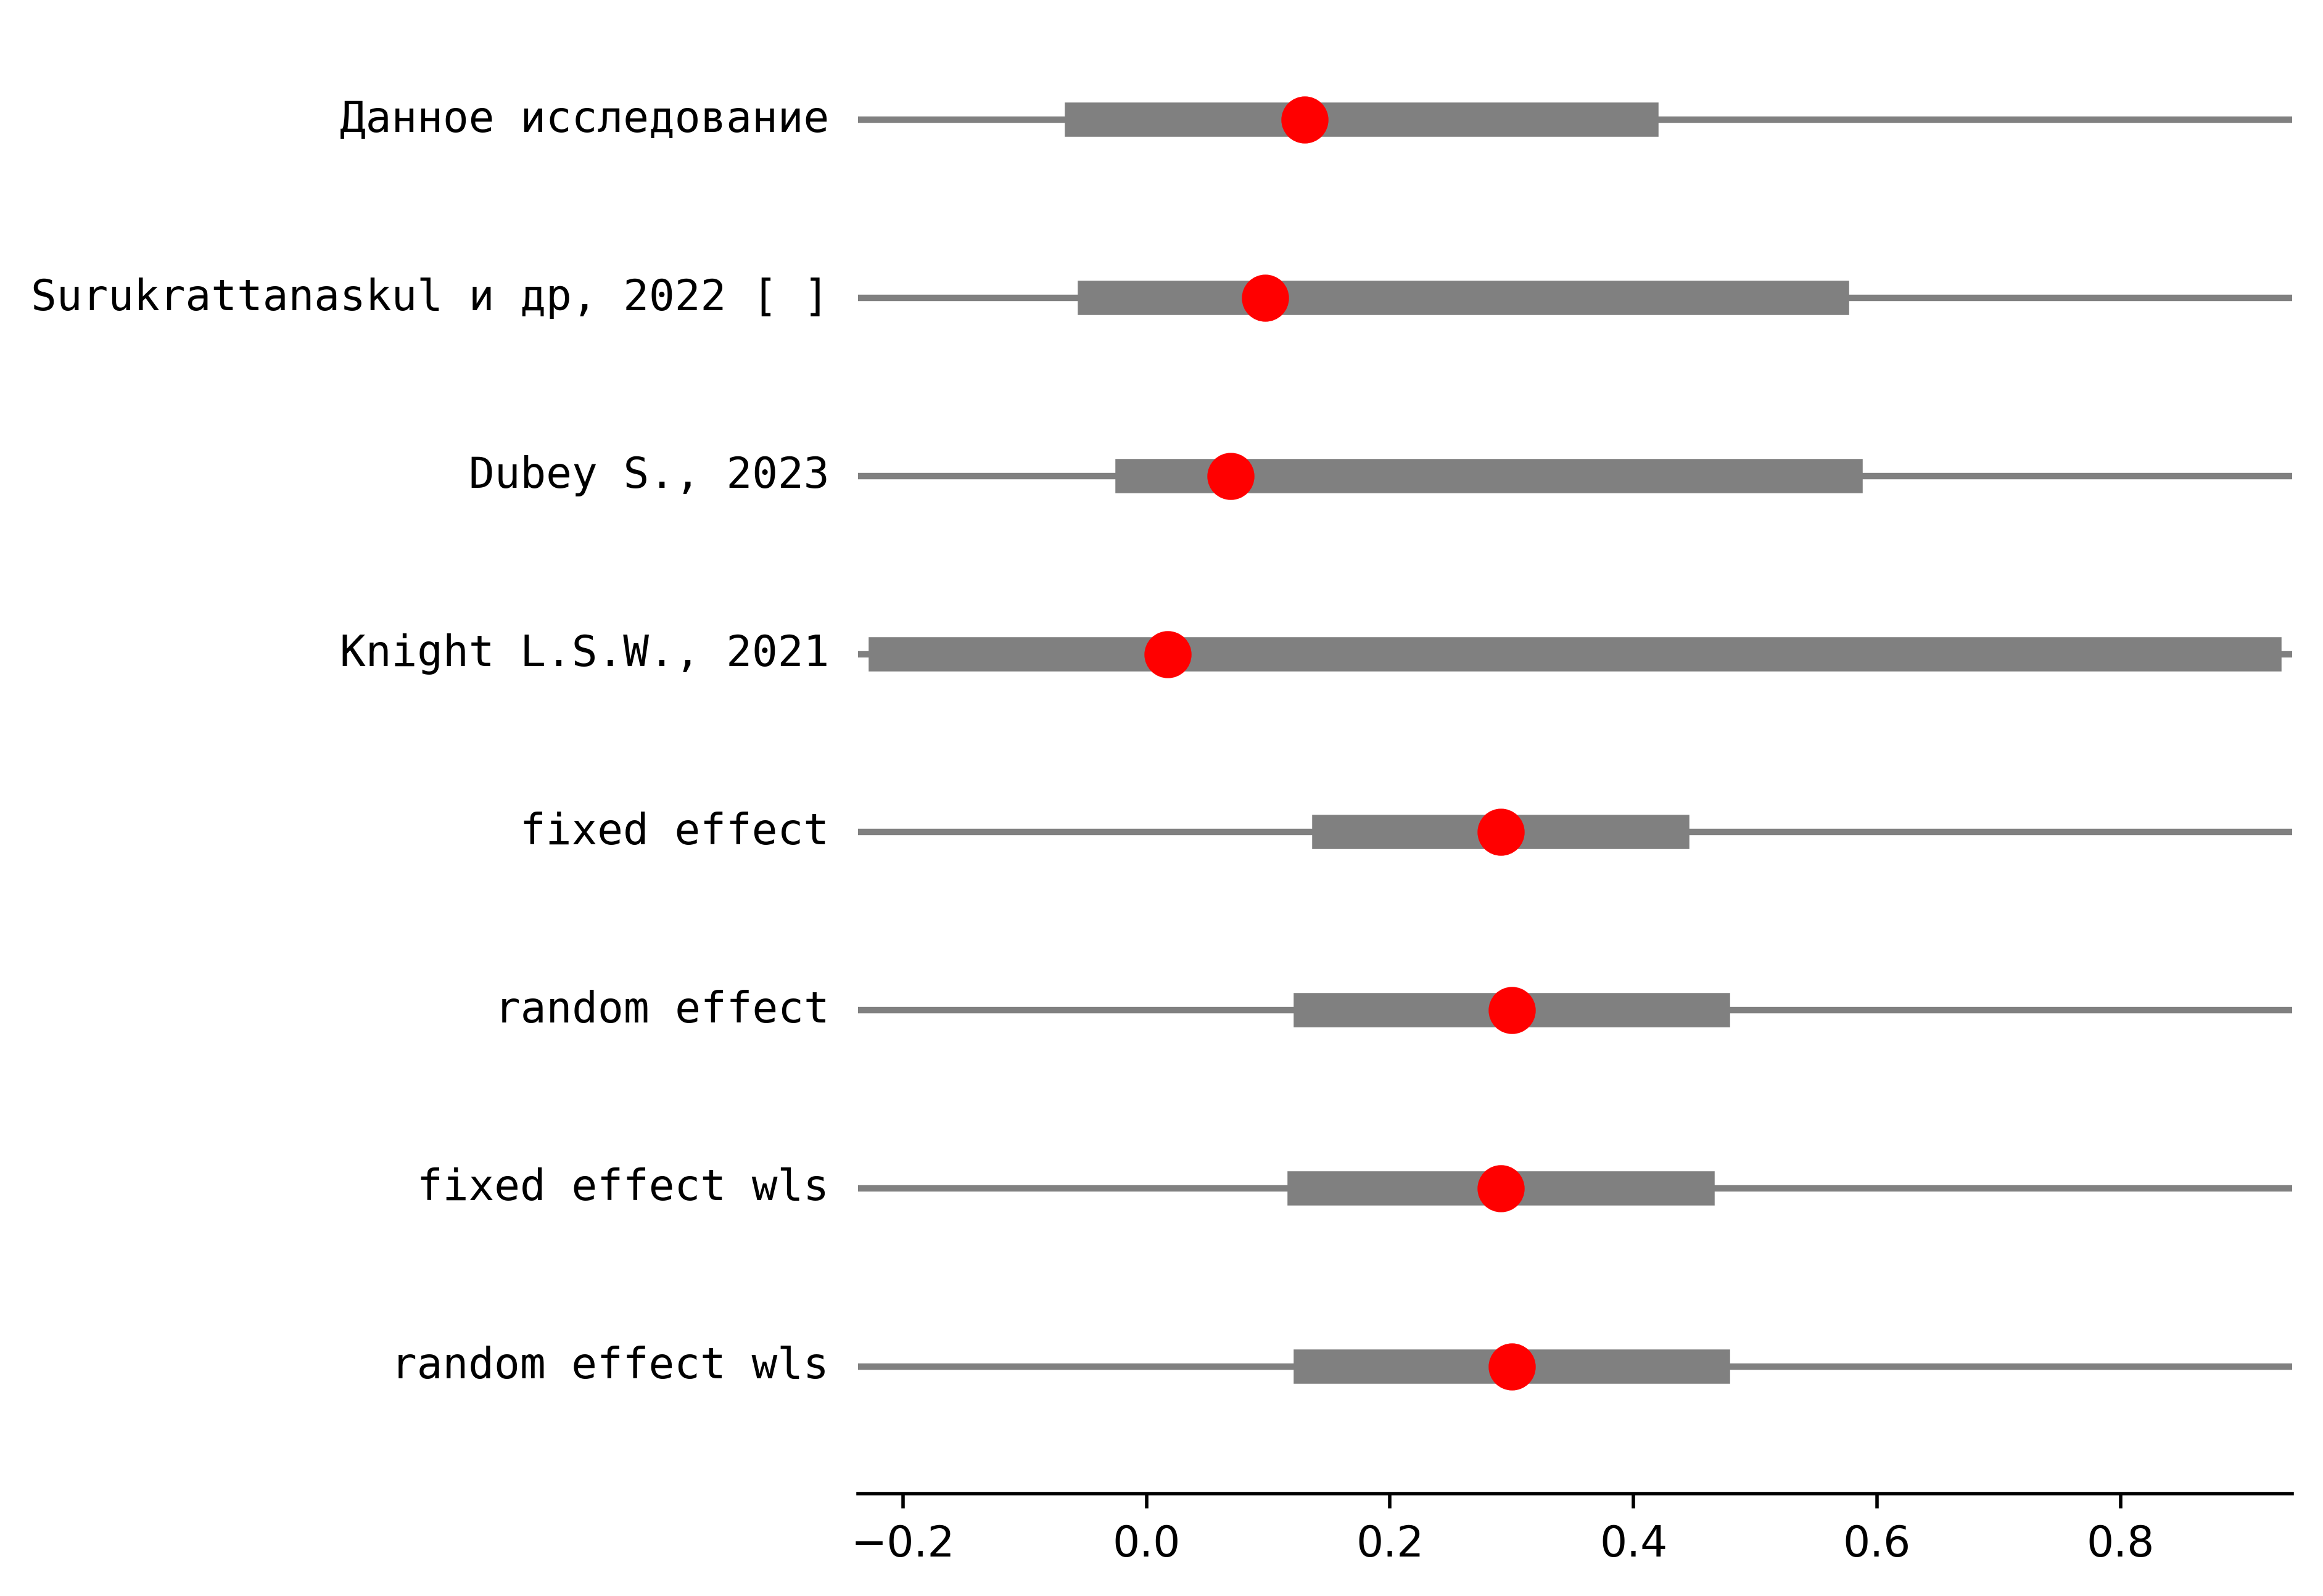 Данное исследование
Surukrattanaskul и др, 2022 [ ]
Dubey S., 2023
Knight L.S.W., 2021
fixed effect
random effect
fixed effect wls
random effect wls
−0.2 0.0 0.2 0.4 0.6 0.8